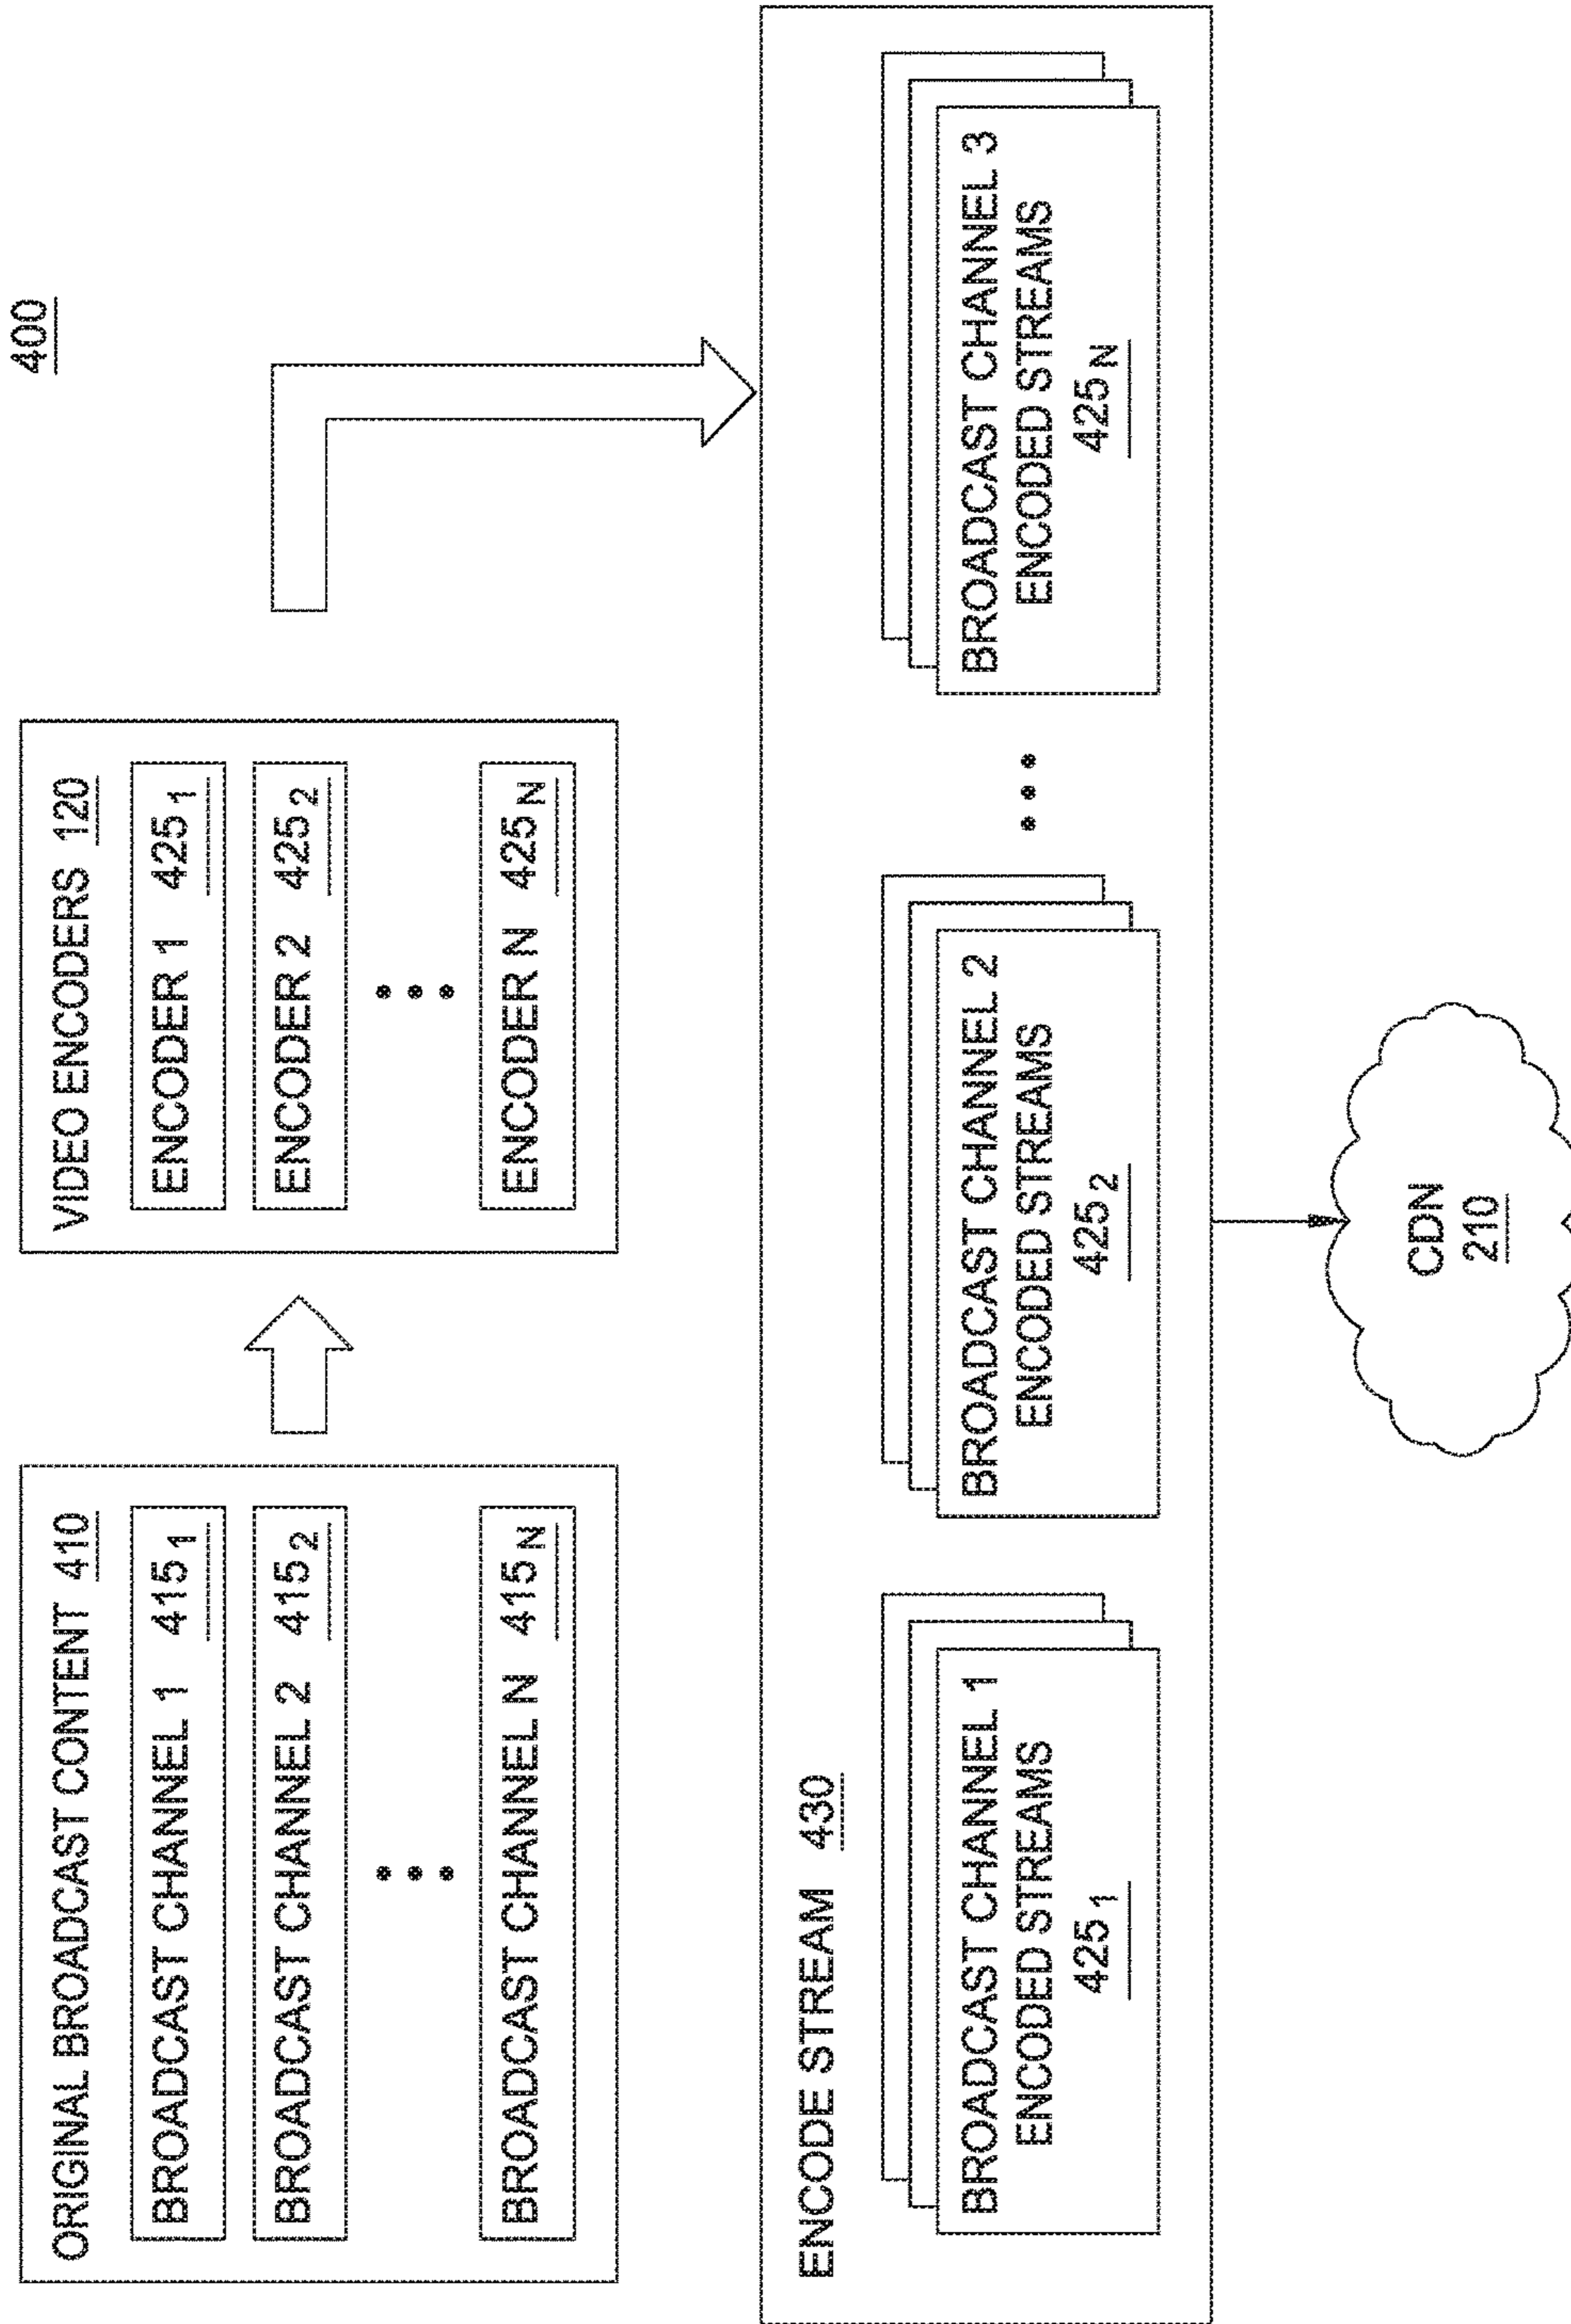 400
ORIGINAL BROADCAST CONTENT 410
BROADCAST CHANNEL 1 415₁
BROADCAST CHANNEL 2 415₂
BROADCAST CHANNEL N 415N
VIDEO ENCODERS 120
ENCODER 1 425₁
ENCODER 2 425₂
ENCODER N 425N
ENCODE STREAM 430
BROADCAST CHANNEL 1
ENCODED STREAMS
425₁
BROADCAST CHANNEL 2
ENCODED STREAMS
425₂
BROADCAST CHANNEL 3
ENCODED STREAMS
425N
CDN
210